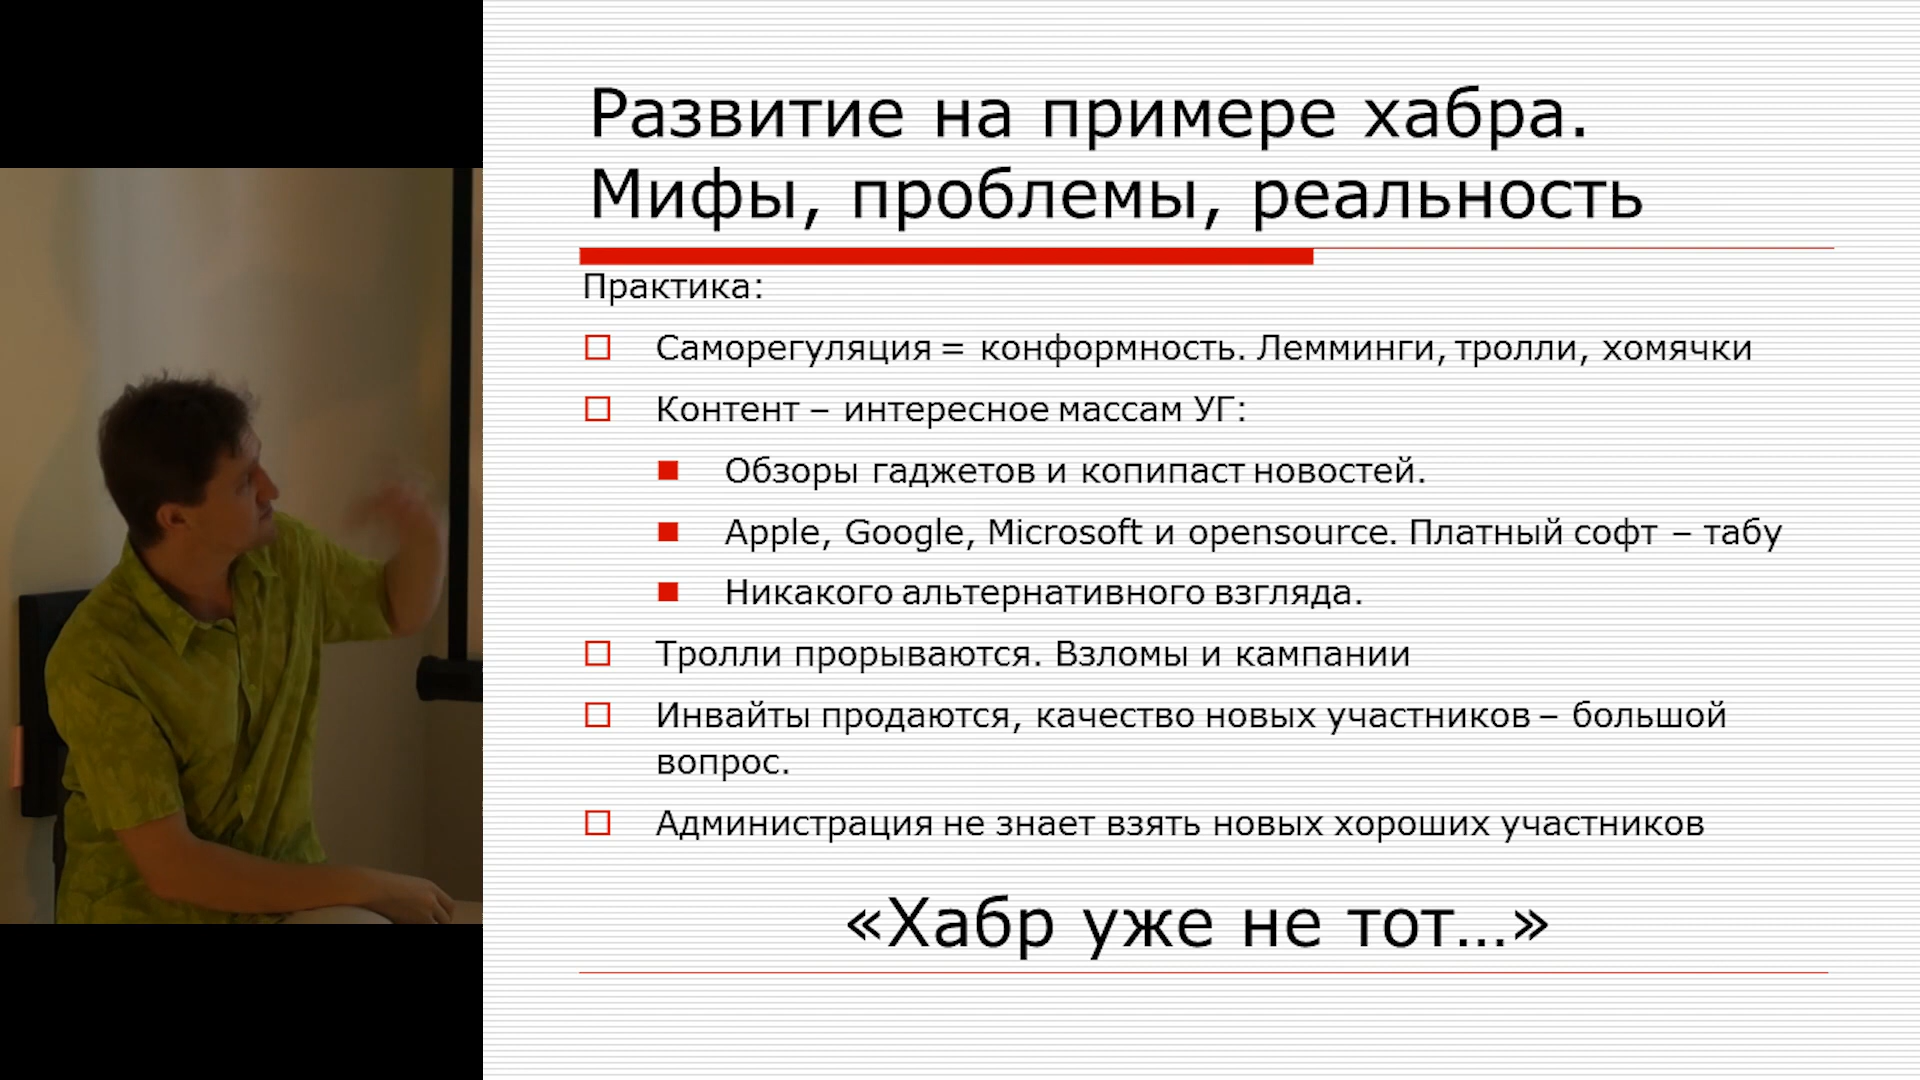 Развитие на примере хабра.
Мифы, проблемы, реальность
Практика:
Саморегуляция = конформность. Лемминги, тролли, хомячки
Контент – интересное массам УГ:
Обзоры гаджетов и копипаст новостей.
Apple, Google, Microsoft и opensource. Платный софт – табу
Никакого альтернативного взгляда.
Тролли прорываются. Взломы и кампании
Инвайты продаются, качество новых участников – большой
вопрос.
Администрация не знает взять новых хороших участников
«Хабр уже не тот…»